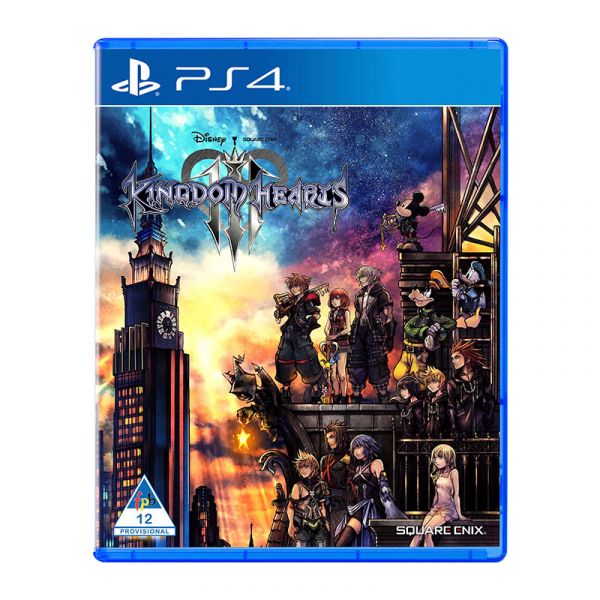 PS4
Disney SQUARE ENIX
KINGDOM HEARTS
III
fpb
12
PROVISIONAL
SQUARE ENIX.